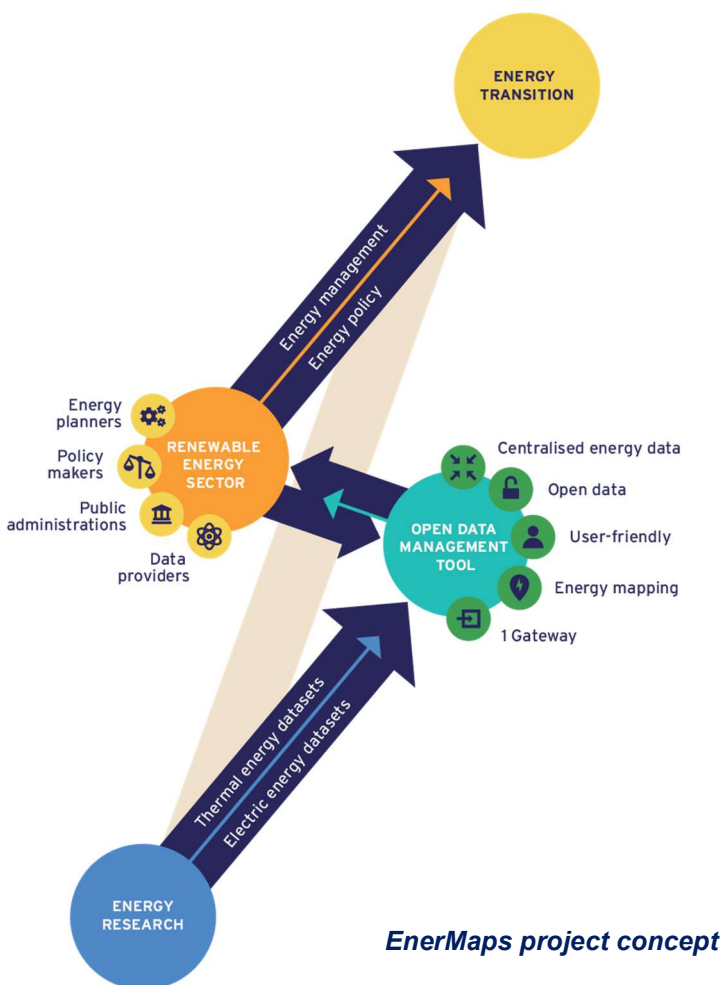 ENERGY
TRANSITION
Energy management
Energy policy
Energy
planners
Policy
makers
Public
administrations
Data
providers
RENEWABLE
ENERGY
SECTOR
Centralised energy data
Open data
User-friendly
Energy mapping
1 Gateway
OPEN DATA
MANAGEMENT
TOOL
Thermal energy datasets
Electric energy datasets
ENERGY
RESEARCH
EnerMaps project concept